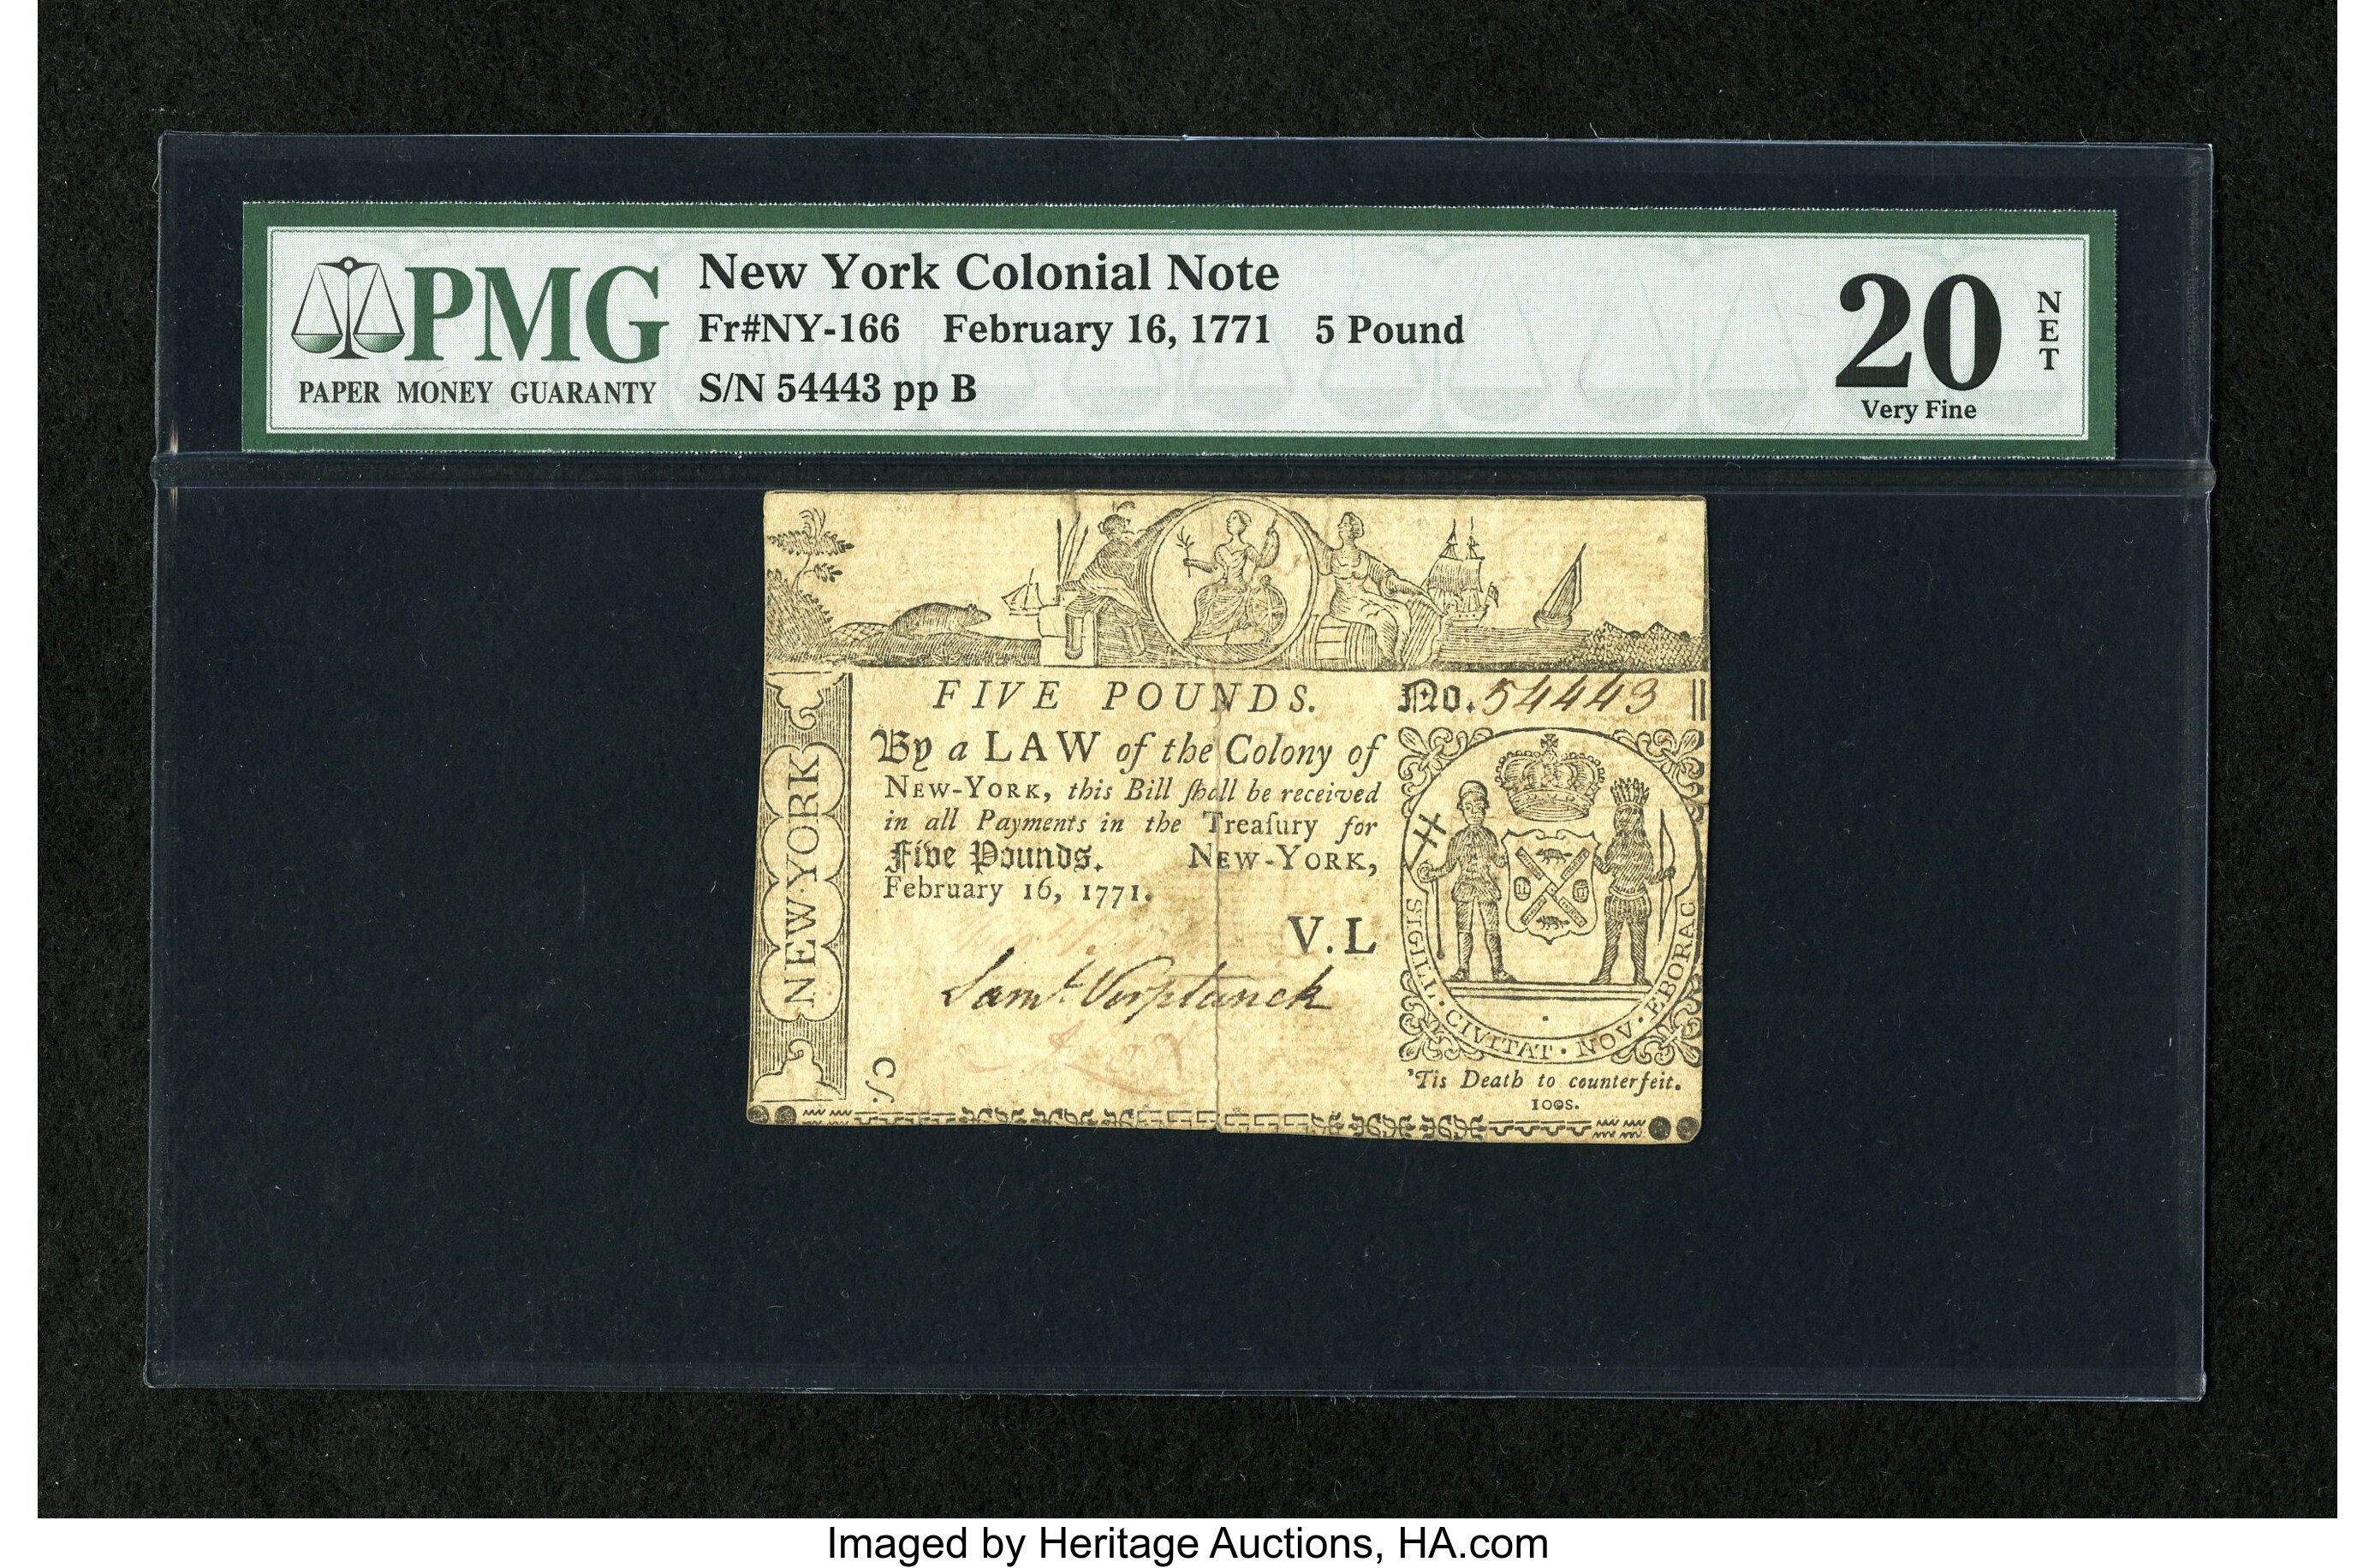 PMG
PAPER MONEY GUARANTY
New York Colonial Note
Fr#NY-166 February 16, 1771 5 Pound
S/N 54443 pp B
20
Very Fine
NET
FIVE POUNDS. No. 54443
By a LAW of the Colony of
NEW-YORK, this Bill ſhall be received
in all Payments in the Treaſury for
Five Pounds. NEW-YORK,
February 16, 1771.
V. L
Saml. Verplanck
NEW-YORK
SIGILL · CIVITAT · NOV · EBORAC
'Tis Death to counterfeit.
100s.
Imaged by Heritage Auctions, HA.com